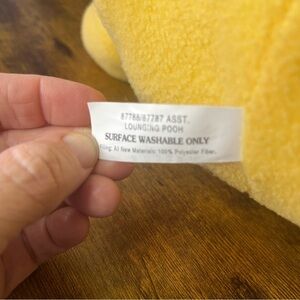 87786/87787 ASST.
LOUNGING POOH
SURFACE WASHABLE ONLY
All New Materials: 100% Polyester Fiber.